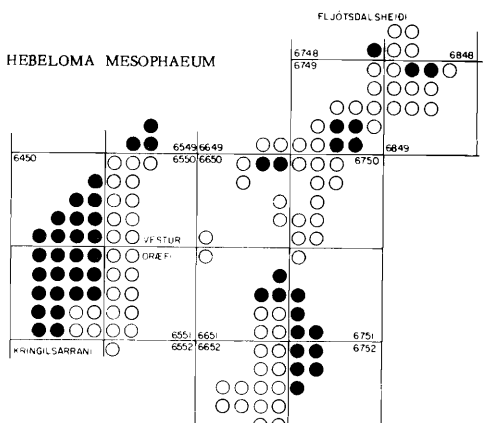 FLJÓTSDALSHEIÐI
HEBELOMA MESOPHAEUM
6748 6848
6749
6549 6649
6450 6550 6650 6750 6849
VESTUR
ÖRÆFI
6551 6651 6751
KRINGILSÁRRANI 6552 6652 6752